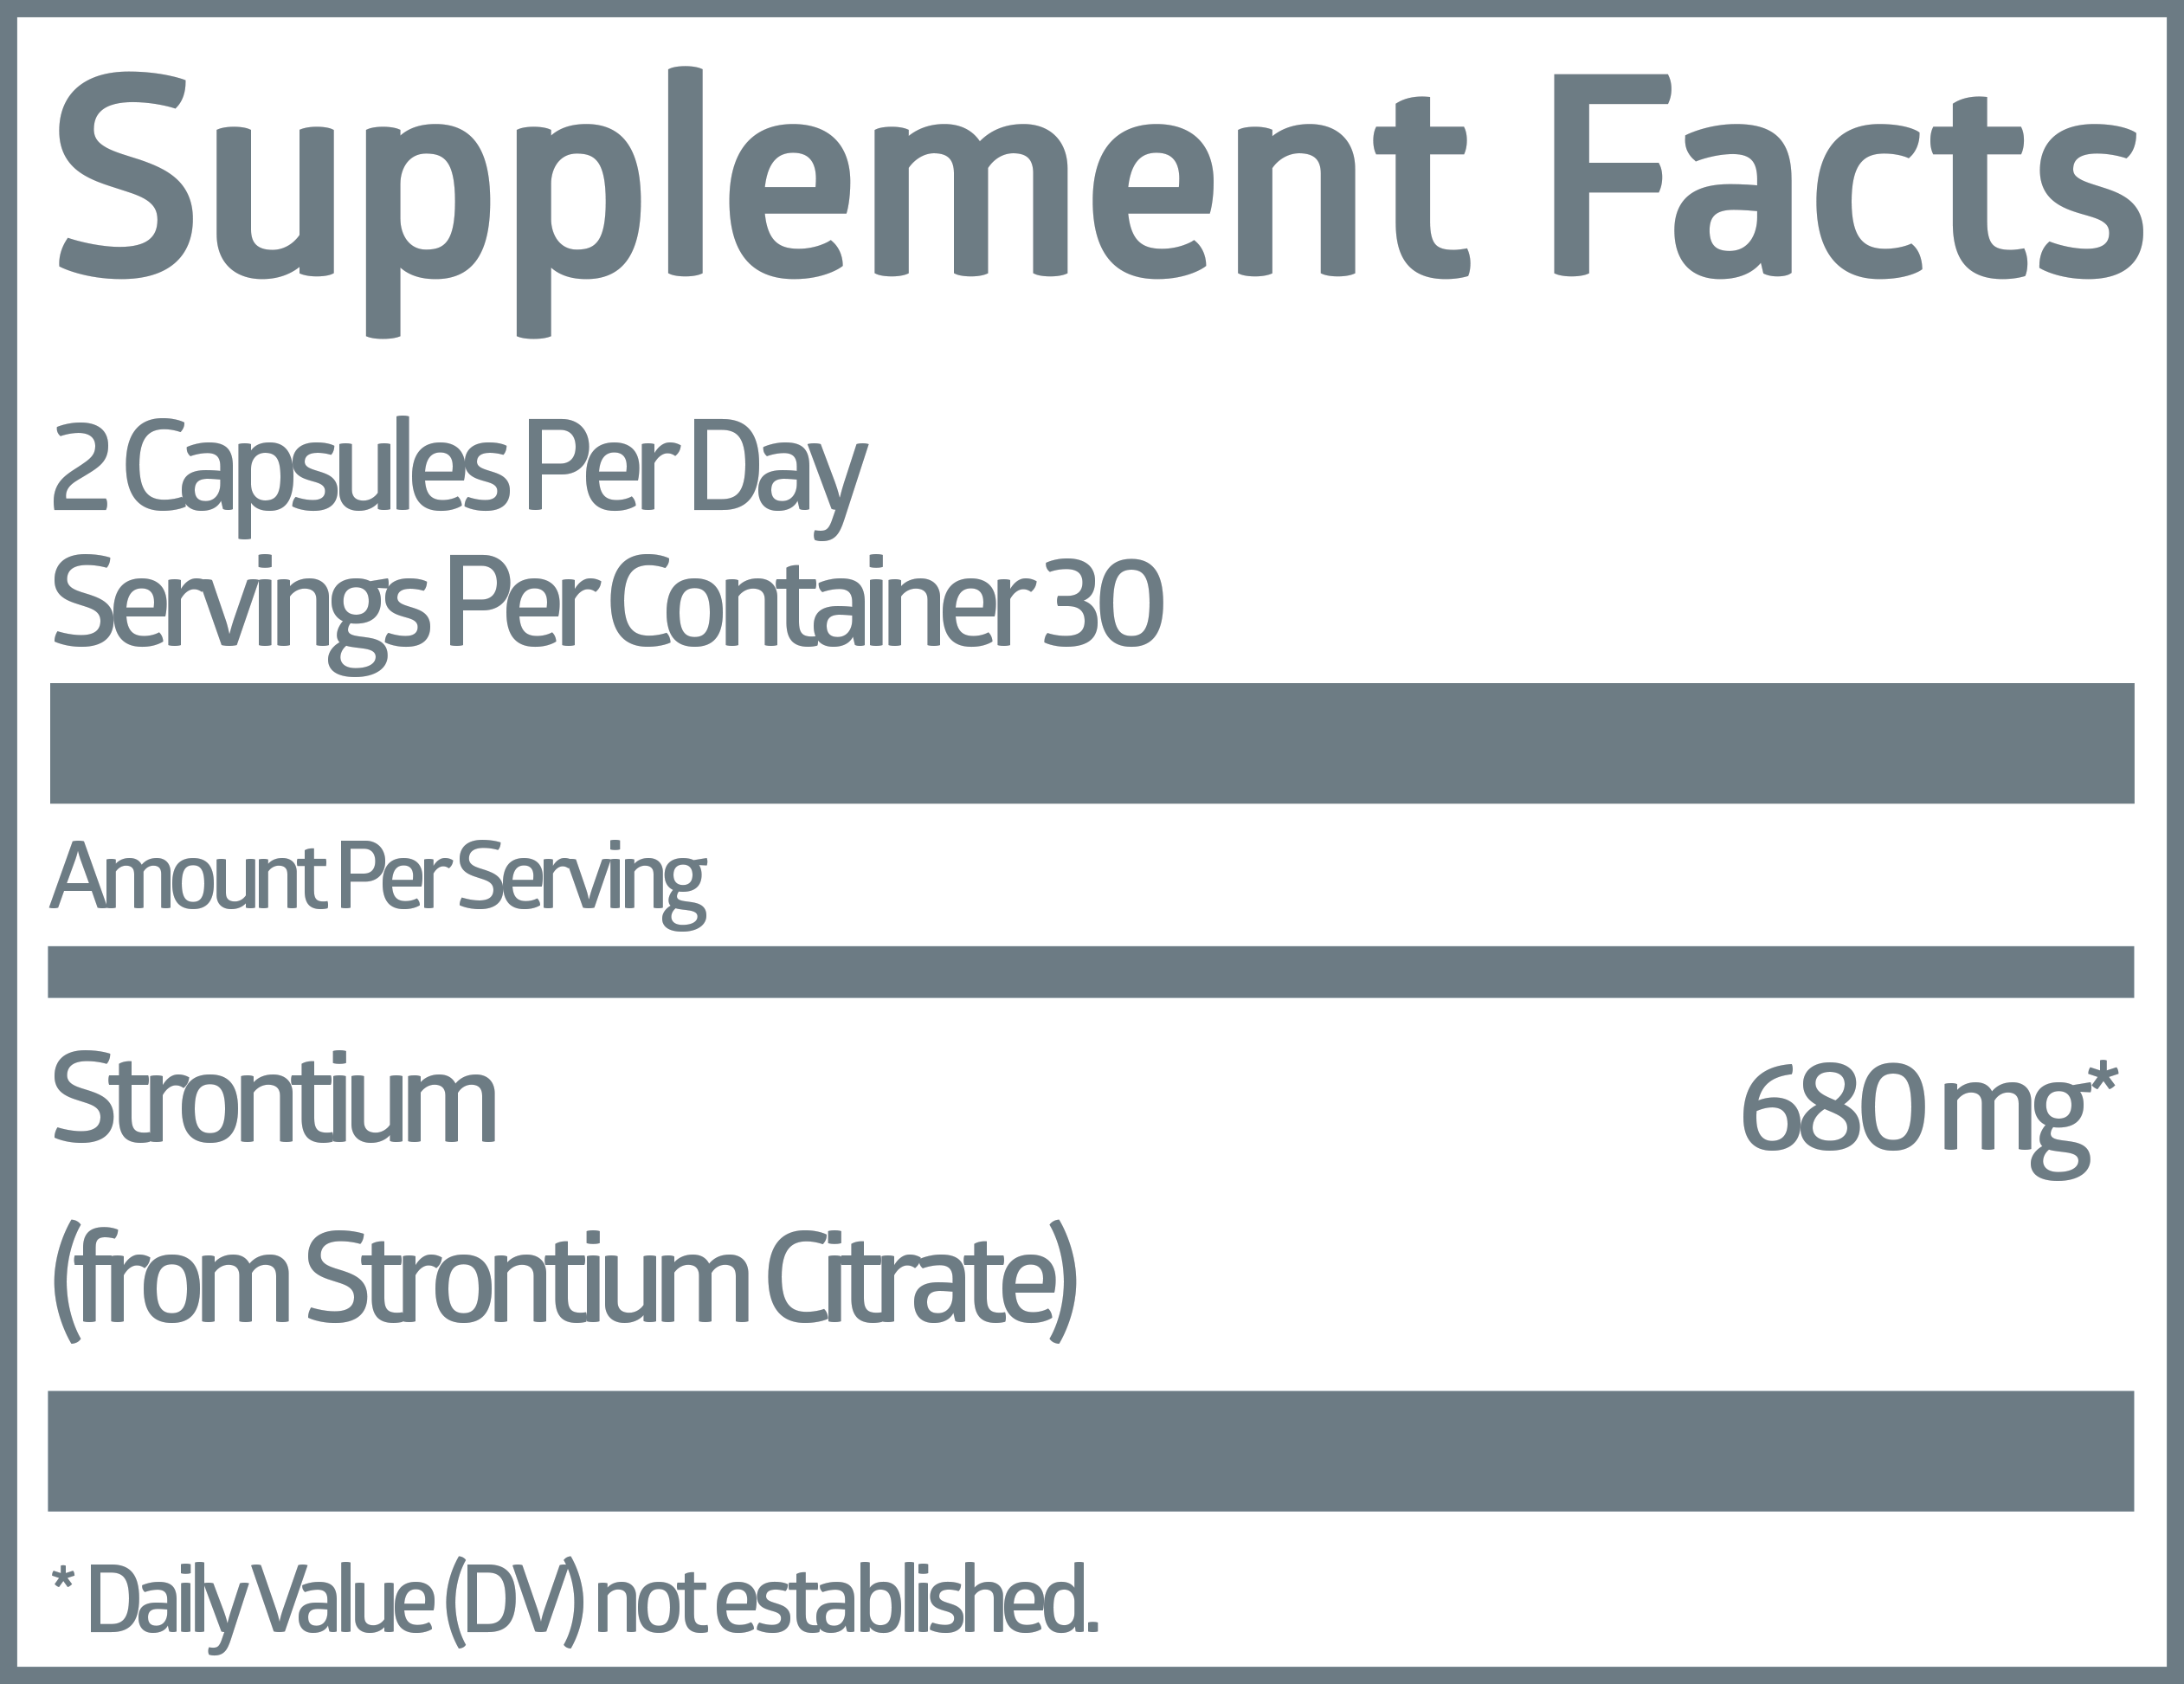 Supplement Facts
2 Capsules Per Day
Servings Per Container 30
Amount Per Serving
Strontium 680 mg*
(from Strontium Citrate)
* Daily Value (DV) not established.